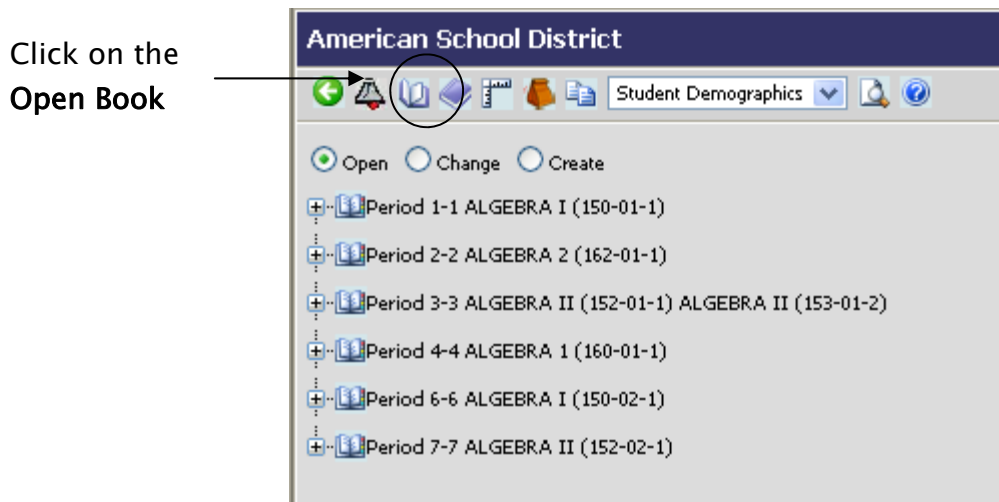 Click on the
Open Book
American School District
Student Demographics
Open Change Create
Period 1-1 ALGEBRA I (150-01-1)
Period 2-2 ALGEBRA 2 (162-01-1)
Period 3-3 ALGEBRA II (152-01-1) ALGEBRA II (153-01-2)
Period 4-4 ALGEBRA 1 (160-01-1)
Period 6-6 ALGEBRA I (150-02-1)
Period 7-7 ALGEBRA II (152-02-1)